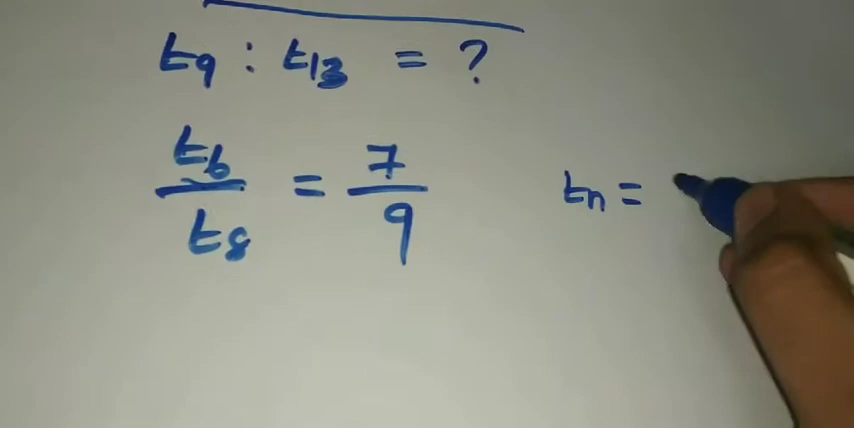 t9 : t13 = ?
t6/t8 = 7/9
tn =